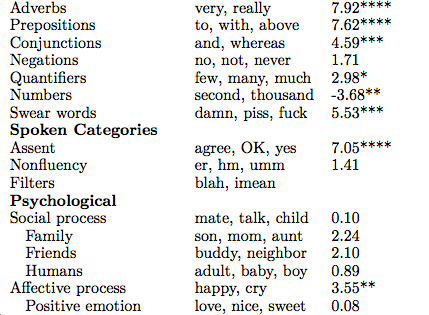 Adverbs very, really 7.92****
Prepositions to, with, above 7.62****
Conjunctions and, whereas 4.59***
Negations no, not, never 1.71
Quantifiers few, many, much 2.98*
Numbers second, thousand -3.68**
Swear words damn, piss, fuck 5.53***
Spoken Categories
Assent agree, OK, yes 7.05****
Nonfluency er, hm, umm 1.41
Filters blah, imean
Psychological
Social process mate, talk, child 0.10
Family son, mom, aunt 2.24
Friends buddy, neighbor 2.10
Humans adult, baby, boy 0.89
Affective process happy, cry 3.55**
Positive emotion love, nice, sweet 0.08